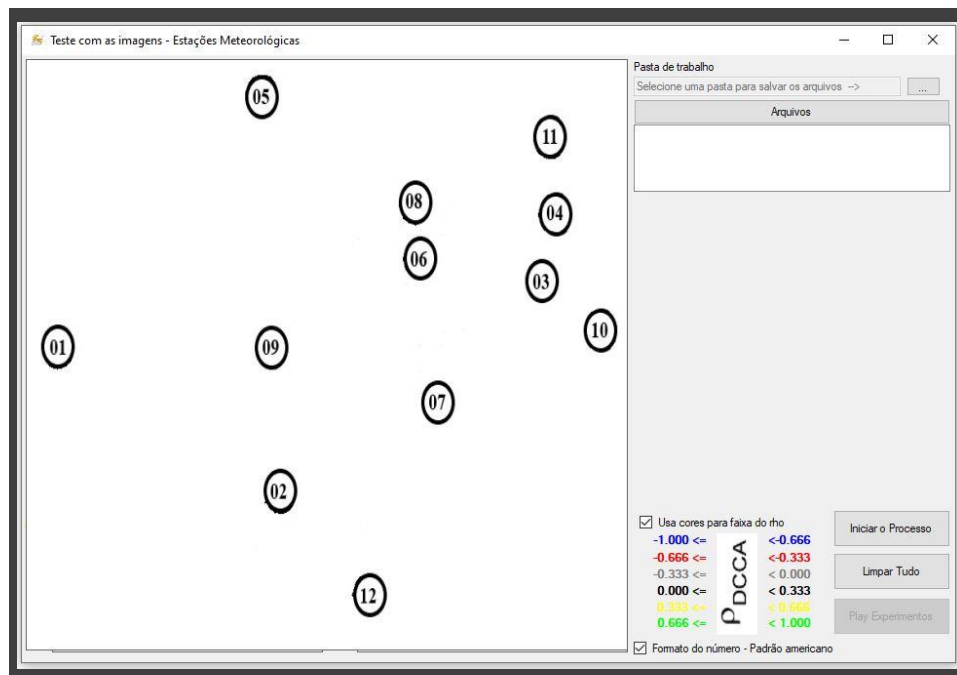 Teste com as imagens - Estações Meteorológicas
05
11
08
04
06
03
10
01
09
07
02
12
Pasta de trabalho
Selecione uma pasta para salvar os arquivos -->
...
Arquivos
Usa cores para faixa do rho
-1.000 <= <-0.666
-0.666 <= <-0.333
-0.333 <= < 0.000
0.000 <= < 0.333
0.333 <= < 0.666
0.666 <= < 1.000
ρDCCA
Iniciar o Processo
Limpar Tudo
Play Experimentos
Formato do número - Padrão americano